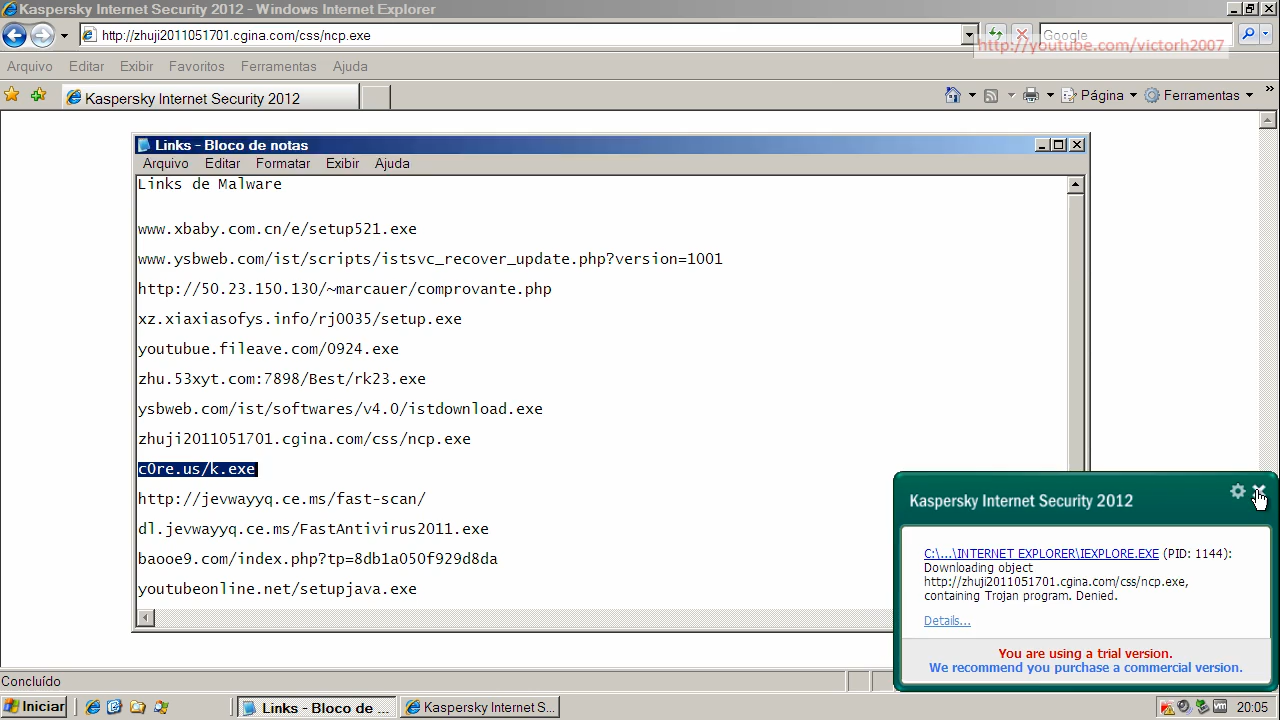 Kaspersky Internet Security 2012 - Windows Internet Explorer
http://zhuji2011051701.cgina.com/css/ncp.exe
Google
http://youtube.com/victorh2007
Arquivo Editar Exibir Favoritos Ferramentas Ajuda
Kaspersky Internet Security 2012
Página Ferramentas
Links - Bloco de notas
Arquivo Editar Formatar Exibir Ajuda
Links de Malware
www.xbaby.com.cn/e/setup521.exe
www.ysbweb.com/ist/scripts/istsvc_recover_update.php?version=1001
http://50.23.150.130/~marcauer/comprovante.php
xz.xiaxiasofys.info/rj0035/setup.exe
youtubue.fileave.com/0924.exe
zhu.53xyt.com:7898/Best/rk23.exe
ysbweb.com/ist/softwares/v4.0/istdownload.exe
zhuji2011051701.cgina.com/css/ncp.exe
c0re.us/k.exe
http://jevwayyq.ce.ms/fast-scan/
dl.jevwayyq.ce.ms/FastAntivirus2011.exe
baooe9.com/index.php?tp=8db1a050f929d8da
youtubeonline.net/setupjava.exe
Kaspersky Internet Security 2012
C:\...\INTERNET EXPLORER\IEXPLORE.EXE (PID: 1144):
Downloading object
http://zhuji2011051701.cgina.com/css/ncp.exe,
containing Trojan program. Denied.
Details...
You are using a trial version.
We recommend you purchase a commercial version.
Concluído
Iniciar
Links - Bloco de ...
Kaspersky Internet S...
20:05